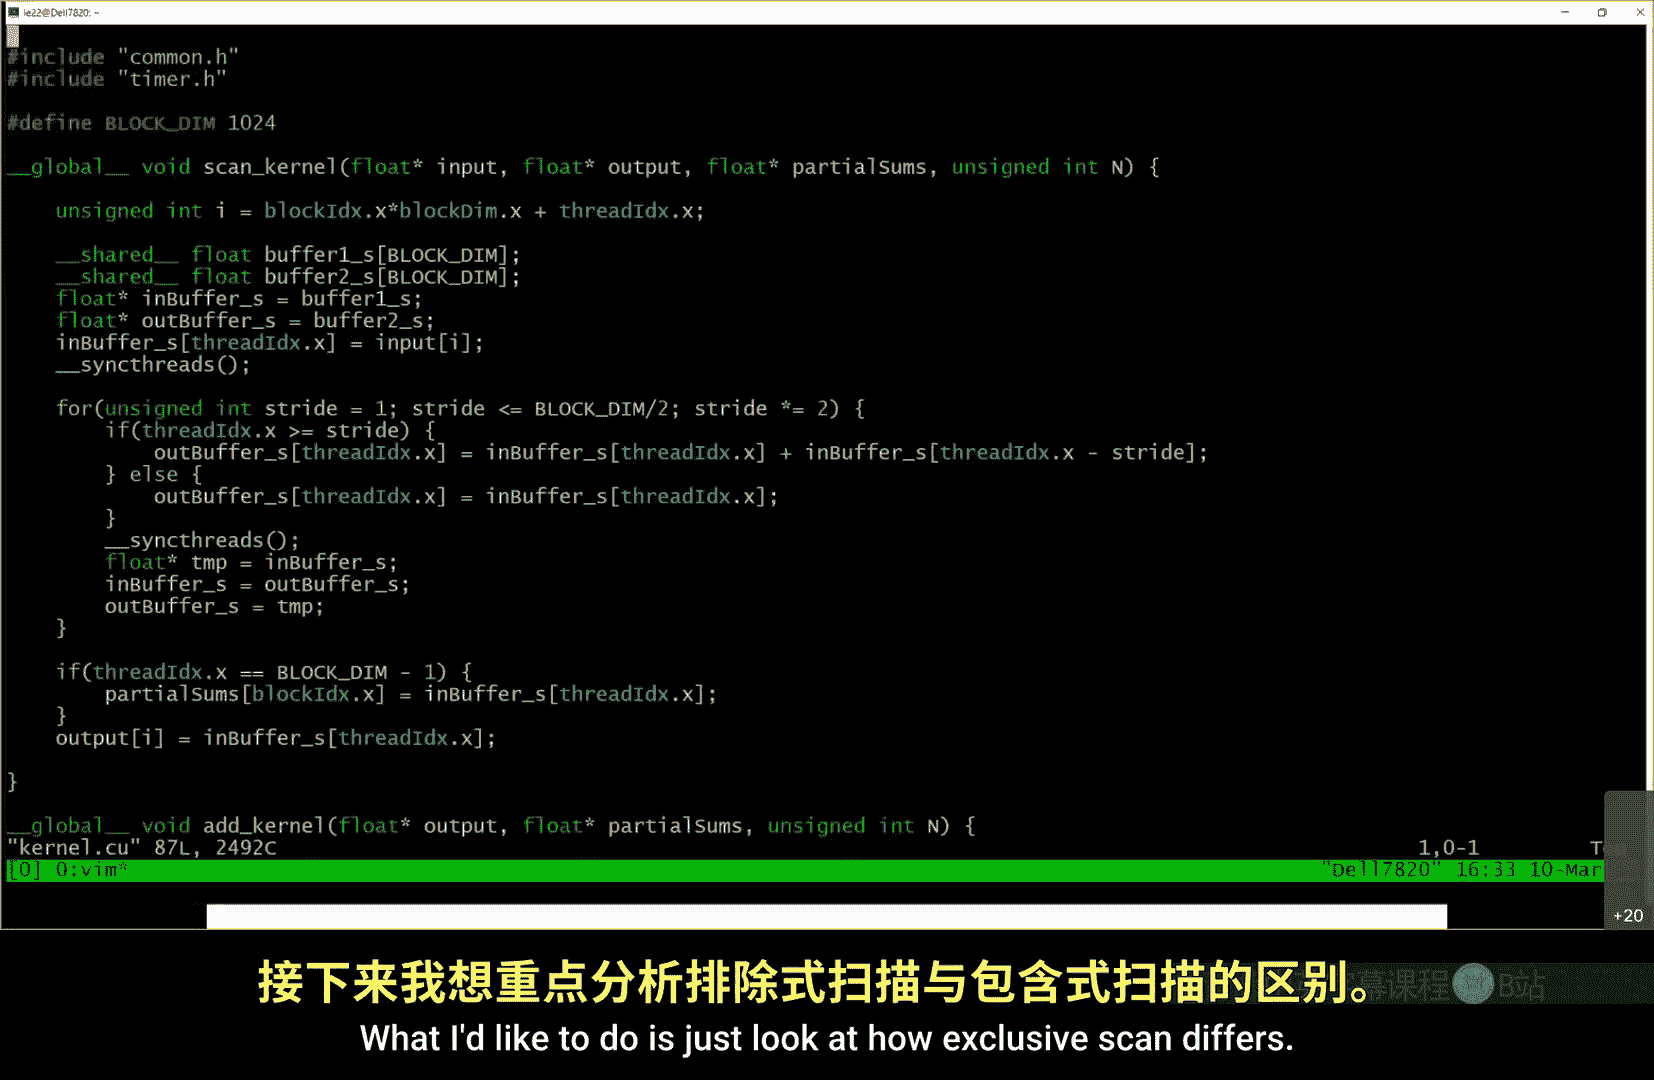 le22@Dell7820: ~
#include "common.h"
#include "timer.h"
#define BLOCK_DIM 1024
__global__ void scan_kernel(float* input, float* output, float* partialSums, unsigned int N) {
unsigned int i = blockIdx.x*blockDim.x + threadIdx.x;
__shared__ float buffer1_s[BLOCK_DIM];
__shared__ float buffer2_s[BLOCK_DIM];
float* inBuffer_s = buffer1_s;
float* outBuffer_s = buffer2_s;
inBuffer_s[threadIdx.x] = input[i];
__syncthreads();
for(unsigned int stride = 1; stride <= BLOCK_DIM/2; stride *= 2) {
if(threadIdx.x >= stride) {
outBuffer_s[threadIdx.x] = inBuffer_s[threadIdx.x] + inBuffer_s[threadIdx.x - stride];
} else {
outBuffer_s[threadIdx.x] = inBuffer_s[threadIdx.x];
}
__syncthreads();
float* tmp = inBuffer_s;
inBuffer_s = outBuffer_s;
outBuffer_s = tmp;
}
if(threadIdx.x == BLOCK_DIM - 1) {
partialSums[blockIdx.x] = inBuffer_s[threadIdx.x];
}
output[i] = inBuffer_s[threadIdx.x];
}
__global__ void add_kernel(float* output, float* partialSums, unsigned int N) {
"kernel.cu" 87L, 2492C 1,0-1
[0] 0:vim* "Dell7820" 16:33 10-Mar
+20
接下来我想重点分析排除式扫描与包含式扫描的区别。
幕课程 B站
What I'd like to do is just look at how exclusive scan differs.